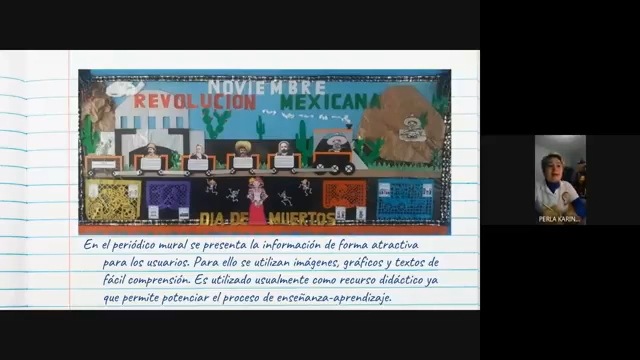 NOVIEMBRE
REVOLUCION MEXICANA
DIA DE MUERTOS
En el periódico mural se presenta la información de forma atractiva
para los usuarios. Para ello se utilizan imágenes, gráficos y textos de
fácil comprensión. Es utilizado usualmente como recurso didáctico ya
que permite potenciar el proceso de enseñanza-aprendizaje.
PERLA KARIN...